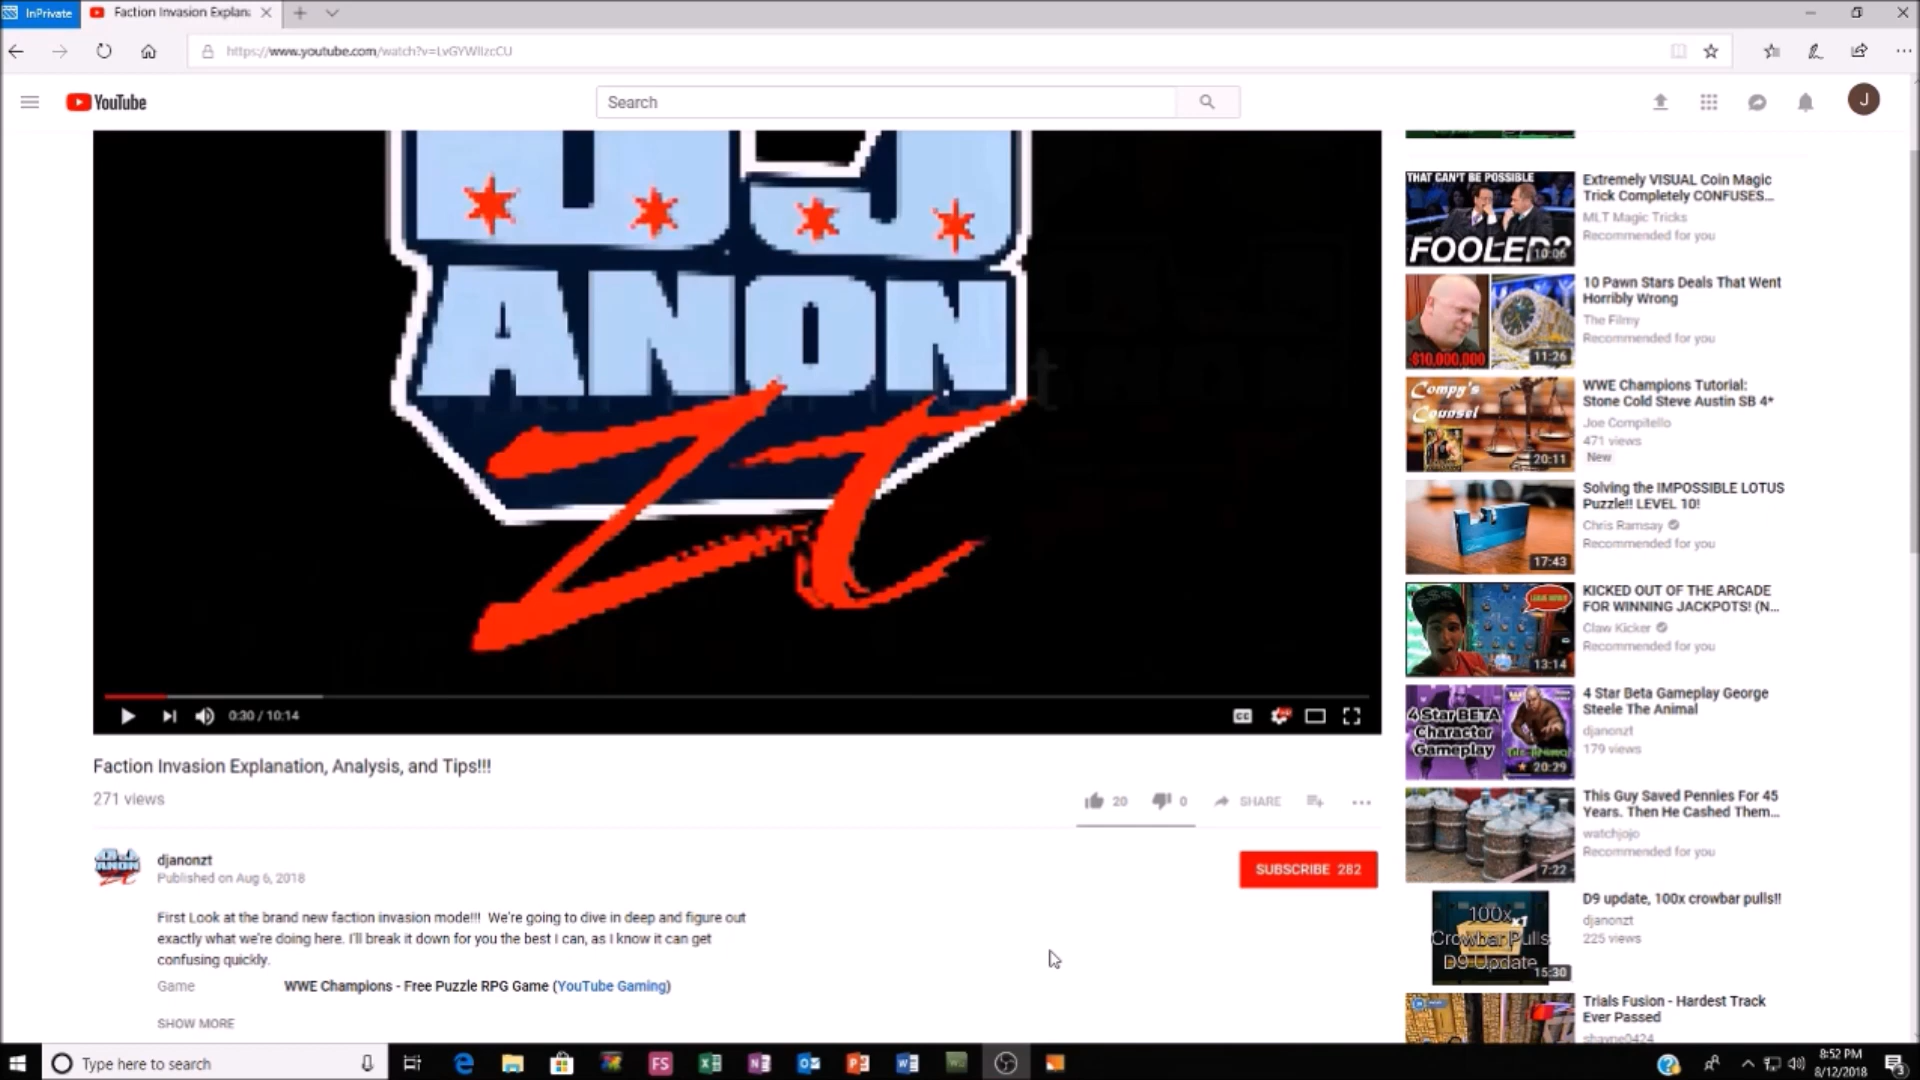 InPrivate
Faction Invasion Explan
https://www.youtube.com/watch?v=LvGYWIIzcCU
YouTube
Search
J
ANON
Zt
0:30 / 10:14
CC
Faction Invasion Explanation, Analysis, and Tips!!!
271 views
20
0
SHARE
djanonzt
Published on Aug 6, 2018
SUBSCRIBE 282
First Look at the brand new faction invasion mode!!! We're going to dive in deep and figure out
exactly what we're doing here. I'll break it down for you the best I can, as I know it can get
confusing quickly.
Game
WWE Champions - Free Puzzle RPG Game (YouTube Gaming)
SHOW MORE
THAT CAN'T BE POSSIBLE
FOOLED?
10:06
Extremely VISUAL Coin Magic
Trick Completely CONFUSES...
MLT Magic Tricks
Recommended for you
$10,000,000
11:26
10 Pawn Stars Deals That Went
Horribly Wrong
The Filmy
Recommended for you
Compy's
Counsel
20:11
WWE Champions Tutorial:
Stone Cold Steve Austin SB 4*
Joe Compitello
471 views
New
17:43
Solving the IMPOSSIBLE LOTUS
Puzzle!! LEVEL 10!
Chris Ramsay
Recommended for you
13:14
KICKED OUT OF THE ARCADE
FOR WINNING JACKPOTS! (N...
Claw Kicker
Recommended for you
4 Star BETA
Character
Gameplay
20:29
4 Star Beta Gameplay George
Steele The Animal
djanonzt
179 views
7:22
This Guy Saved Pennies For 45
Years. Then He Cashed Them...
watchjojo
Recommended for you
100x
Crowbar Pulls
D9 Update
15:30
D9 update, 100x crowbar pulls!!
djanonzt
225 views
Trials Fusion - Hardest Track
Ever Passed
shayne0424
Type here to search
FS
8:52 PM
8/12/2018
3